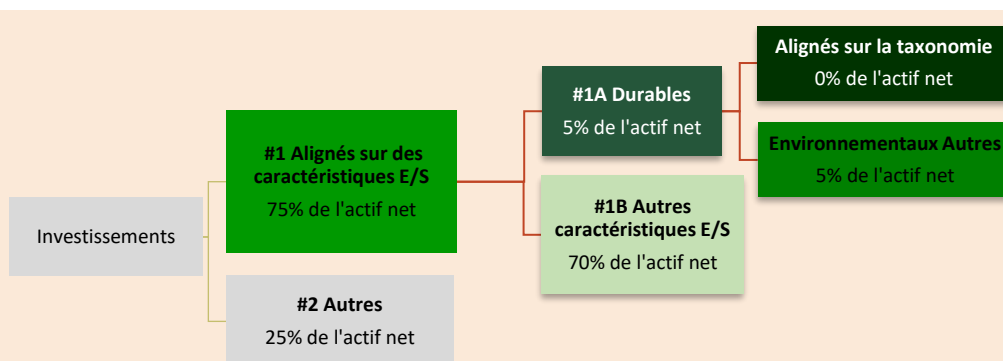 Investissements
#1 Alignés sur des
caractéristiques E/S
75% de l'actif net
#2 Autres
25% de l'actif net
#1A Durables
5% de l'actif net
#1B Autres
caractéristiques E/S
70% de l'actif net
Alignés sur la taxonomie
0% de l'actif net
Environnementaux Autres
5% de l'actif net